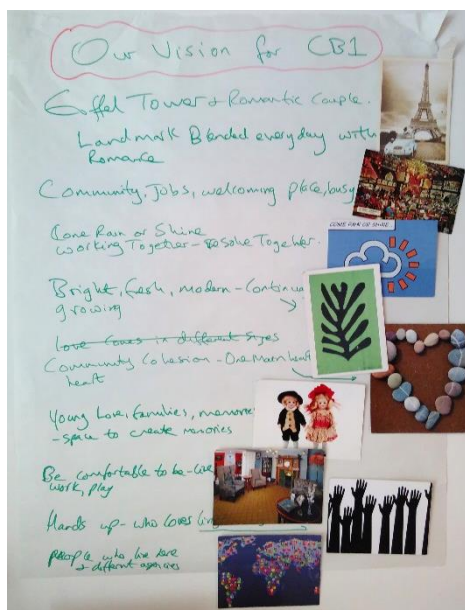 Our Vision for CB1
Eiffel Tower + Romantic Couple.
Landmark Blended everyday with
Romance
Community, Jobs, welcoming place, busy
COME RAIN OR SHINE
Come Rain or Shine
Working Together - resolve Together.
Bright, fresh, modern - continue
growing
Love comes in different sizes
Community Cohesion - One main heart
heart
Young Love, families, memories
- space to create memories
Be comfortable to be - live
work, play
Hands up - who loves
people who live here
+ different agencies